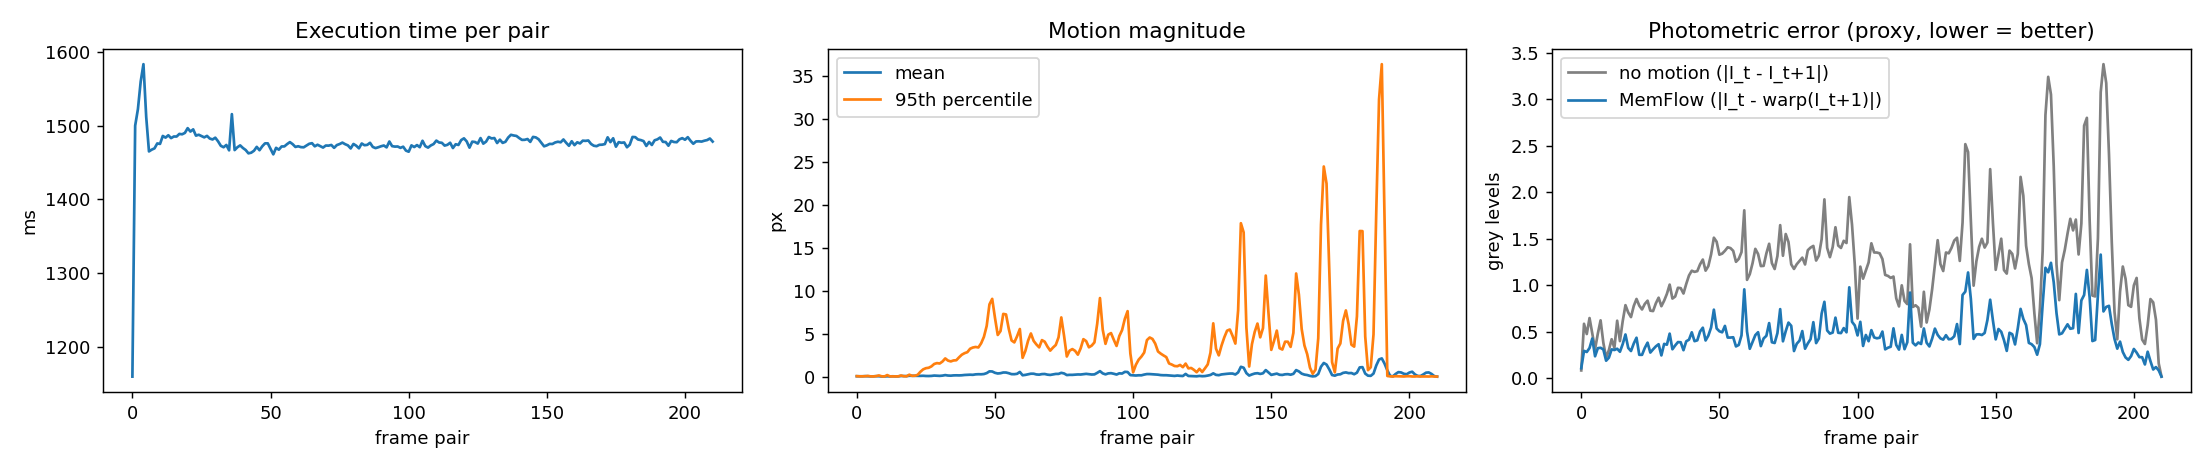 Execution time per pair
1600
1500
1400
1300
1200
ms
0
50
100
150
200
frame pair
Motion magnitude
mean
95th percentile
35
30
25
20
15
10
5
0
px
0
50
100
150
200
frame pair
Photometric error (proxy, lower = better)
no motion (|I_t - I_t+1|)
MemFlow (|I_t - warp(I_t+1)|)
3.5
3.0
2.5
2.0
1.5
1.0
0.5
0.0
grey levels
0
50
100
150
200
frame pair